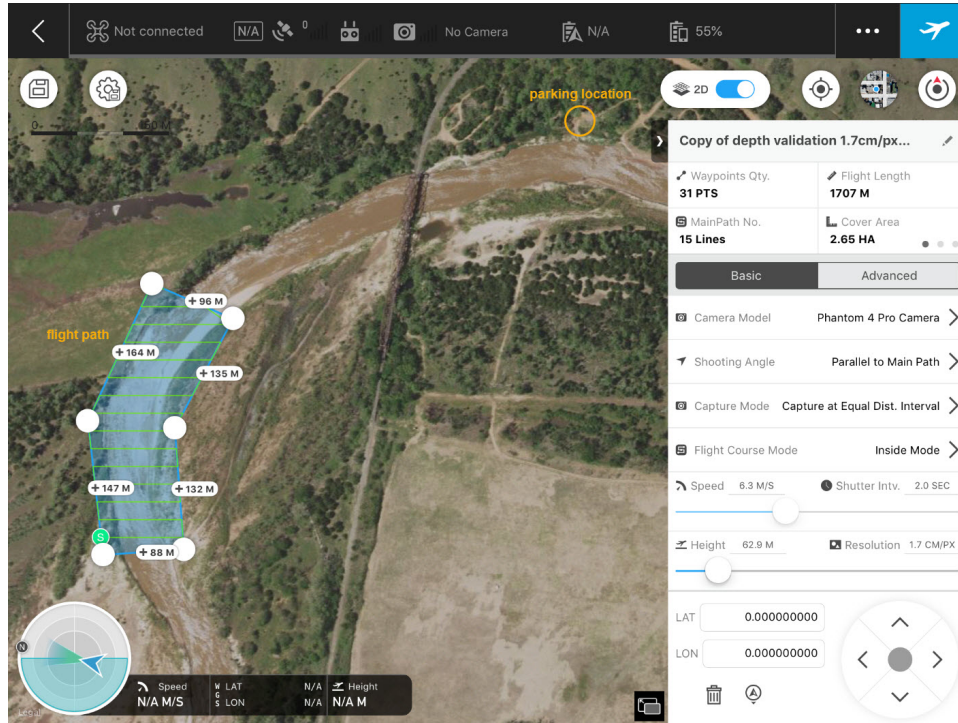 Not connected
N/A
0
No Camera
N/A
55%
parking location
2D
flight path
+ 96 M
+ 164 M
+ 135 M
+ 147 M
+ 132 M
S
+ 88 M
N
Speed
N/A M/S
WGS
LAT N/A
LON N/A
Height
N/A M
Legal
Copy of depth validation 1.7cm/px...
Waypoints Qty.
31 PTS
Flight Length
1707 M
MainPath No.
15 Lines
Cover Area
2.65 HA
Basic
Advanced
Camera Model Phantom 4 Pro Camera
Shooting Angle Parallel to Main Path
Capture Mode Capture at Equal Dist. Interval
Flight Course Mode Inside Mode
Speed 6.3 M/S Shutter Intv. 2.0 SEC
Height 62.9 M Resolution 1.7 CM/PX
LAT 0.000000000
LON 0.000000000